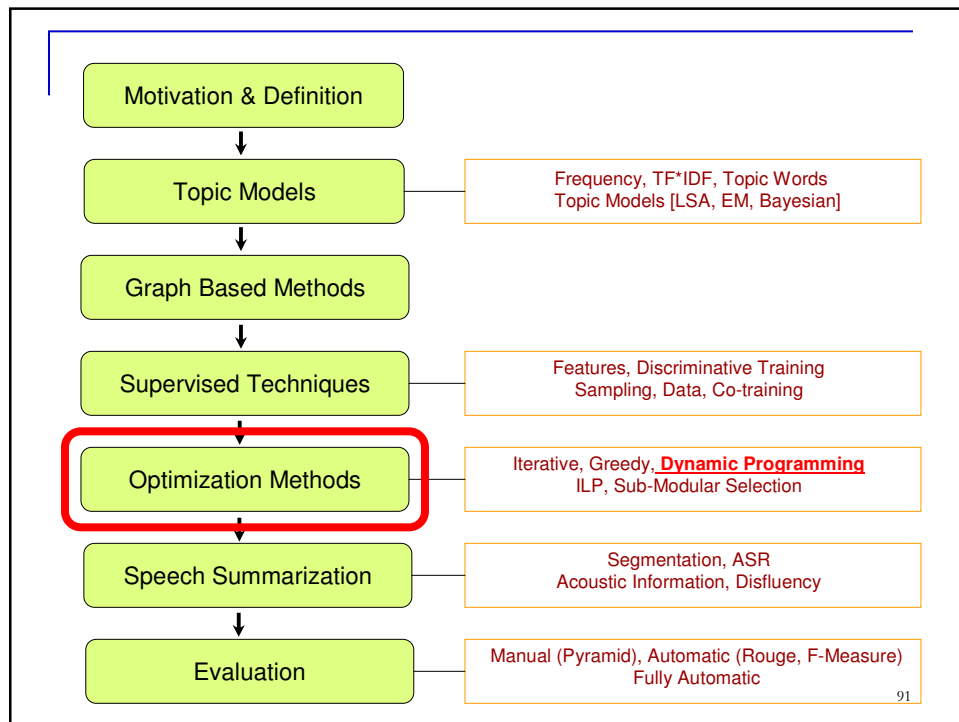 Motivation & Definition
Topic Models
Frequency, TF*IDF, Topic Words
Topic Models [LSA, EM, Bayesian]
Graph Based Methods
Supervised Techniques
Features, Discriminative Training
Sampling, Data, Co-training
Optimization Methods
Iterative, Greedy, Dynamic Programming
ILP, Sub-Modular Selection
Speech Summarization
Segmentation, ASR
Acoustic Information, Disfluency
Evaluation
Manual (Pyramid), Automatic (Rouge, F-Measure)
Fully Automatic
91